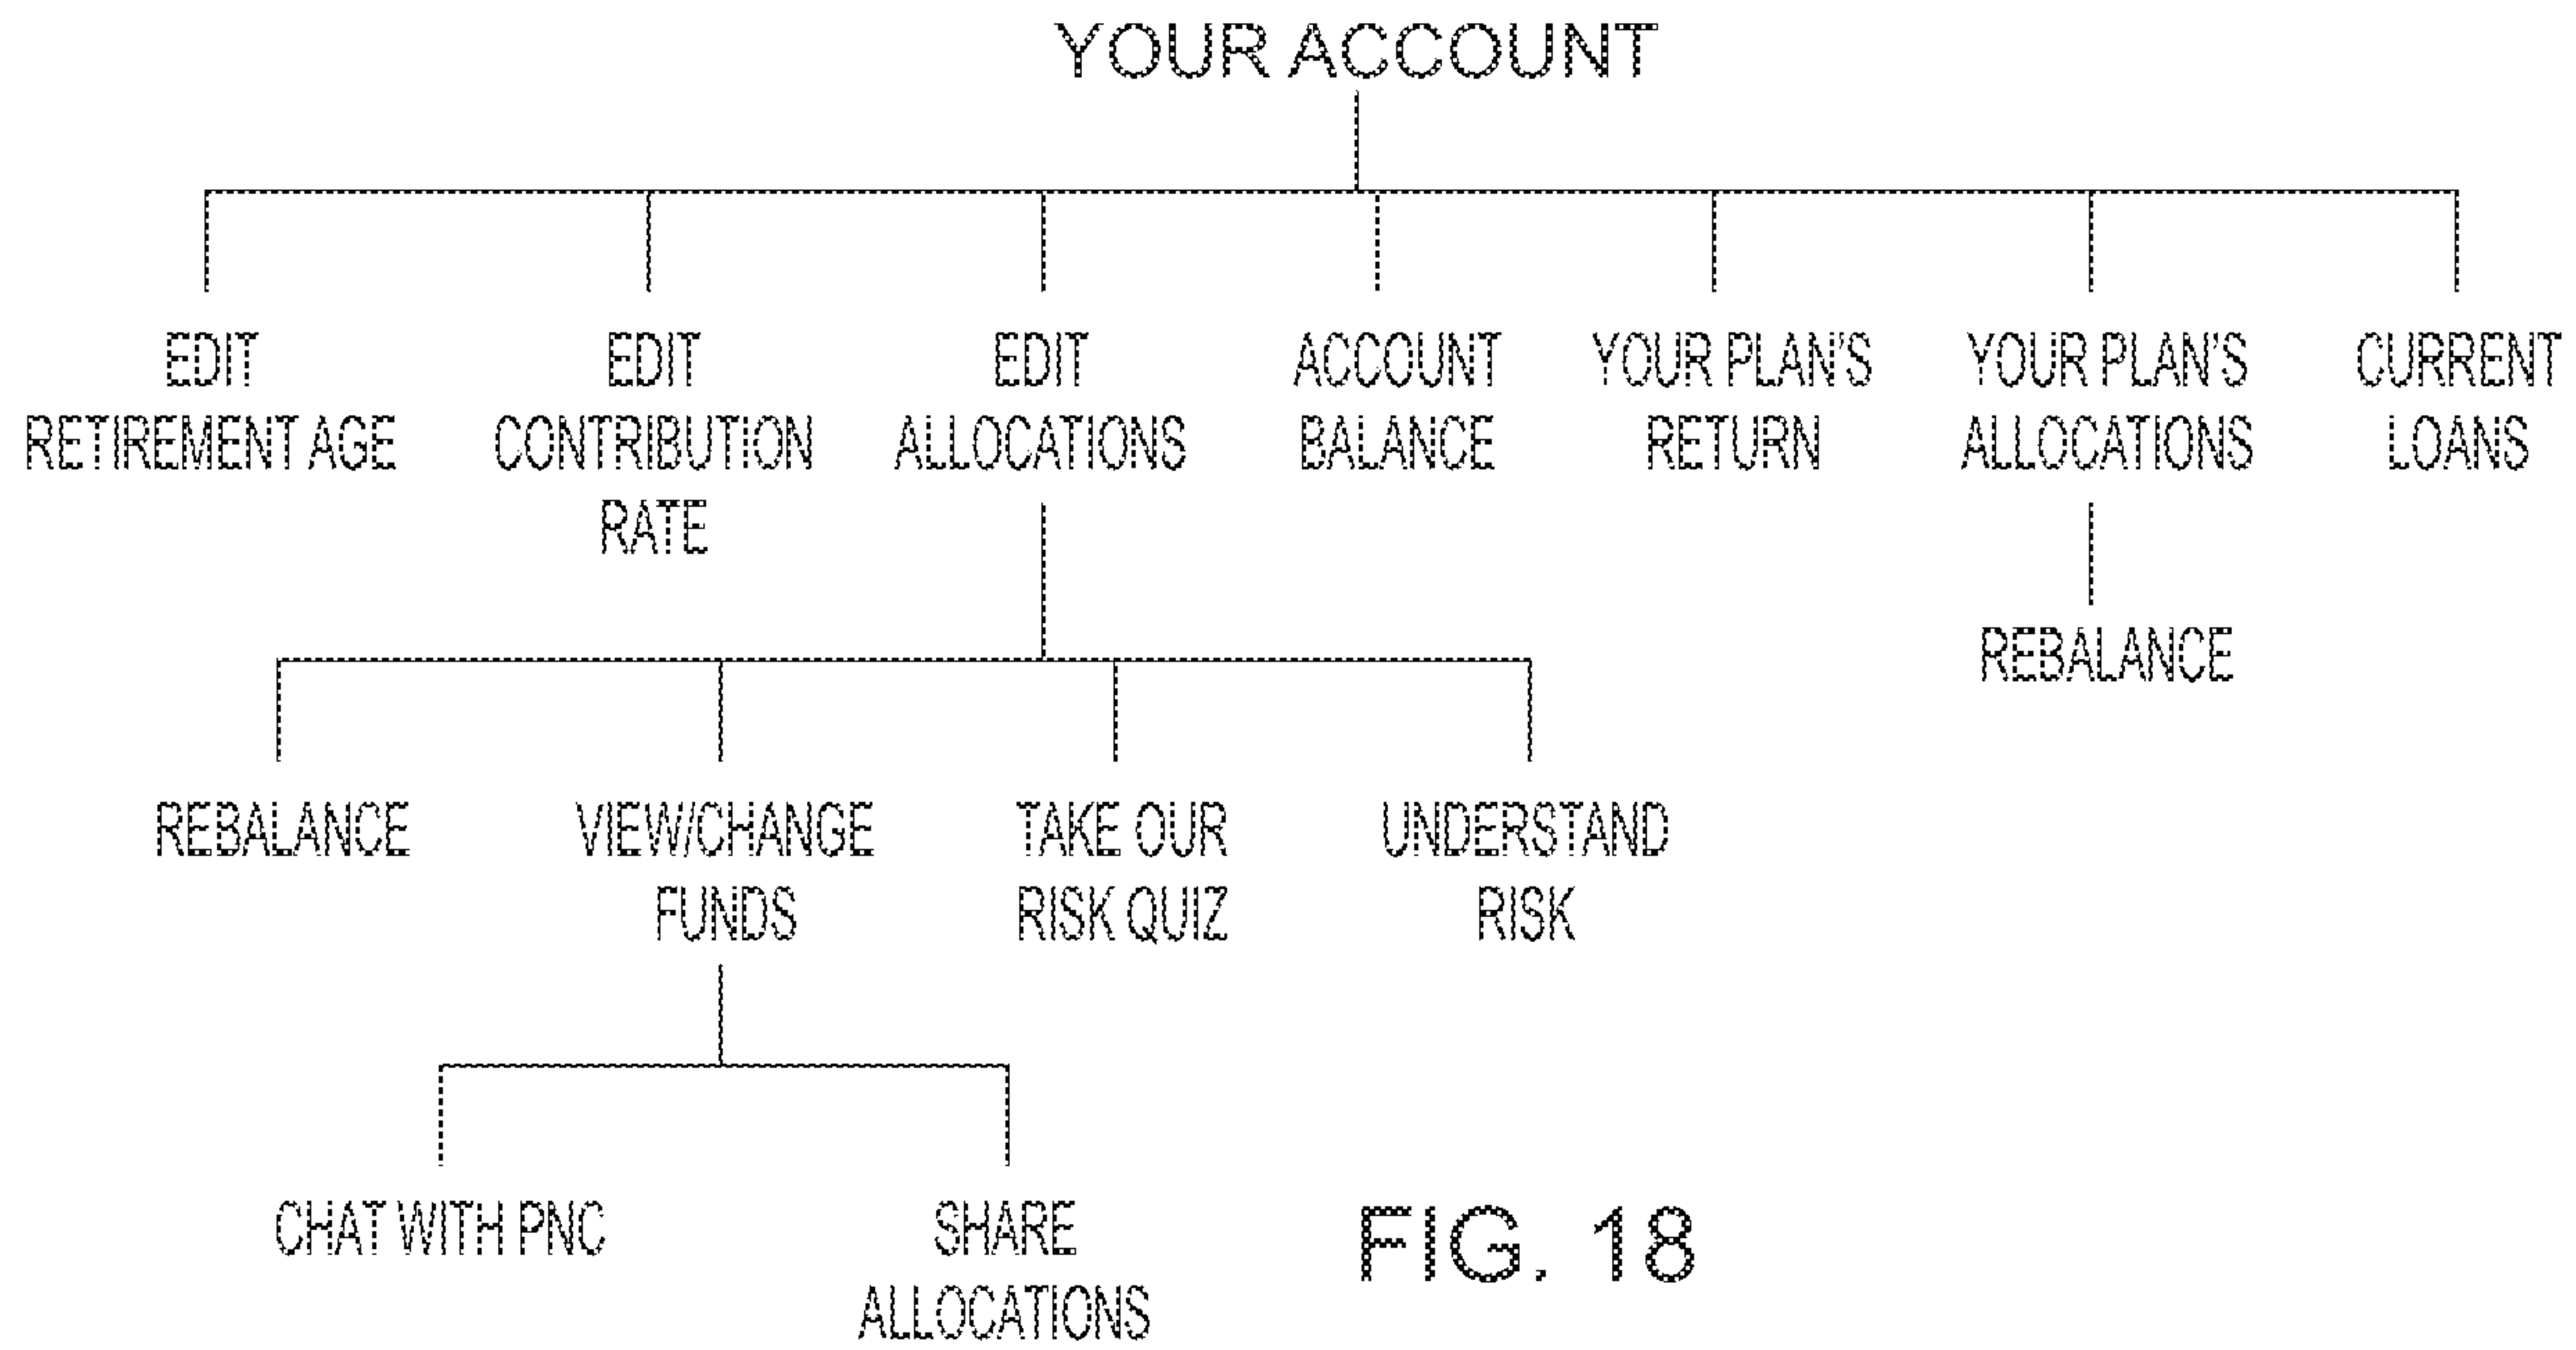 YOUR ACCOUNT
EDIT
RETIREMENT AGE
EDIT
CONTRIBUTION
RATE
EDIT
ALLOCATIONS
ACCOUNT
BALANCE
YOUR PLAN'S
RETURN
YOUR PLAN'S
ALLOCATIONS
CURRENT
LOANS
REBALANCE
REBALANCE
VIEW/CHANGE
FUNDS
TAKE OUR
RISK QUIZ
UNDERSTAND
RISK
CHAT WITH PNC
SHARE
ALLOCATIONS
FIG. 18